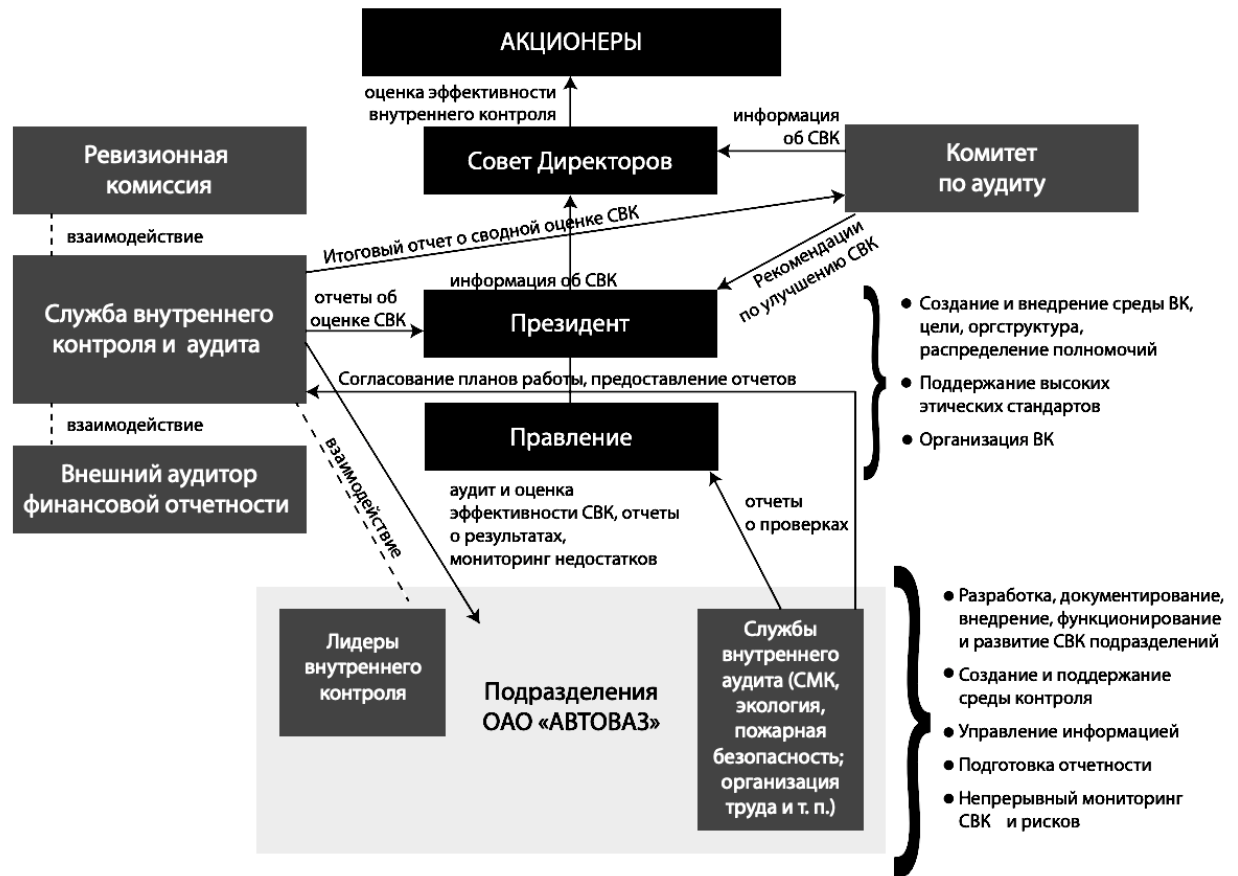 АКЦИОНЕРЫ
оценка эффективности
внутреннего контроля
информация
об СВК
Ревизионная
комиссия
Совет Директоров
Комитет
по аудиту
взаимодействие
Итоговый отчет о сводной оценке СВК
Рекомендации
по улучшению СВК
Служба внутреннего
контроля и аудита
отчеты об
оценке СВК
информация об СВК
Президент
Создание и внедрение среды ВК,
цели, оргструктура,
распределение полномочий
Поддержание высоких
этических стандартов
Организация ВК
Согласование планов работы, предоставление отчетов
взаимодействие
Правление
Внешний аудитор
финансовой отчетности
взаимодействие
аудит и оценка
эффективности СВК, отчеты
о результатах,
мониторинг недостатков
отчеты
о проверках
Лидеры
внутреннего
контроля
Подразделения
ОАО «АВТОВАЗ»
Службы
внутреннего
аудита (СМК,
экология,
пожарная
безопасность;
организация
труда и т. п.)
Разработка, документирование,
внедрение, функционирование
и развитие СВК подразделений
Создание и поддержание
среды контроля
Управление информацией
Подготовка отчетности
Непрерывный мониторинг
СВК и рисков